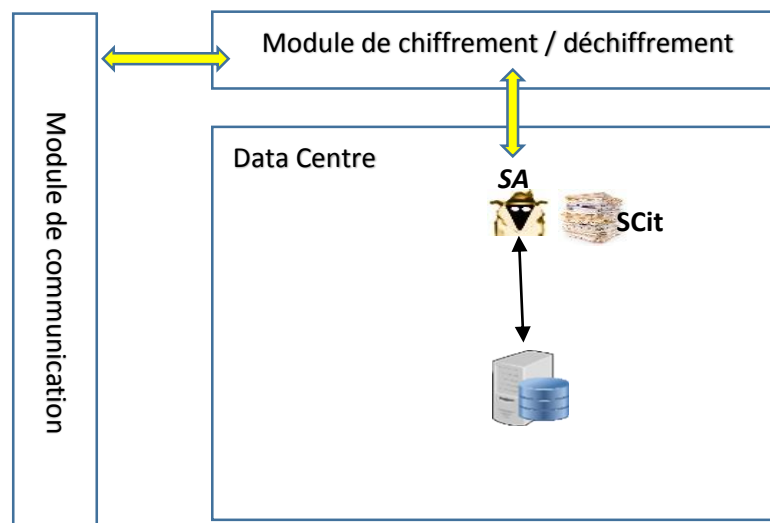 Module de chiffrement / déchiffrement
Module de communication
Data Centre
SA
SCit